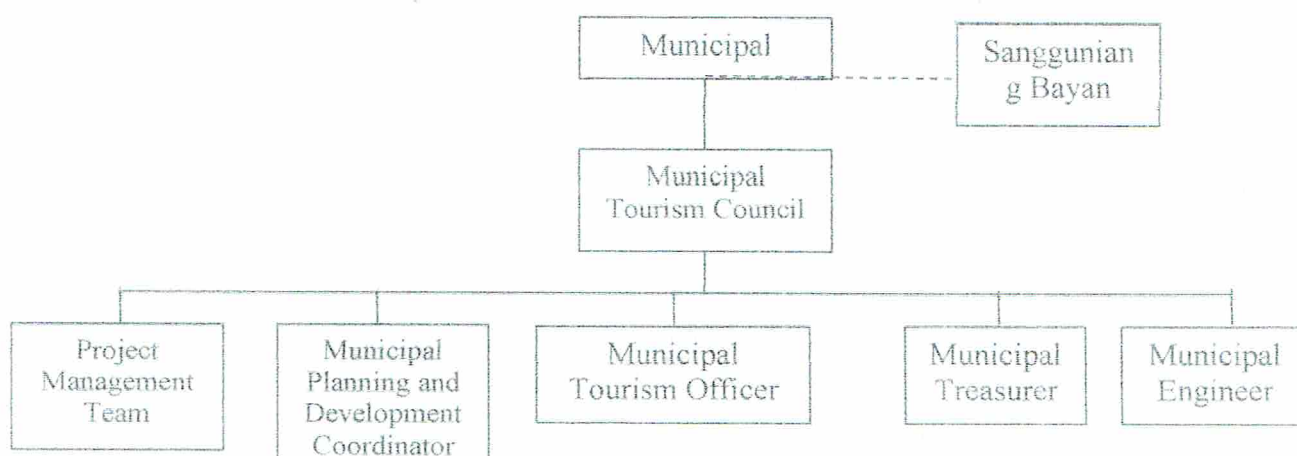 Municipal
Sanggunian
g Bayan
Municipal
Tourism Council
Project
Management
Team
Municipal
Planning and
Development
Coordinator
Municipal
Tourism Officer
Municipal
Treasurer
Municipal
Engineer